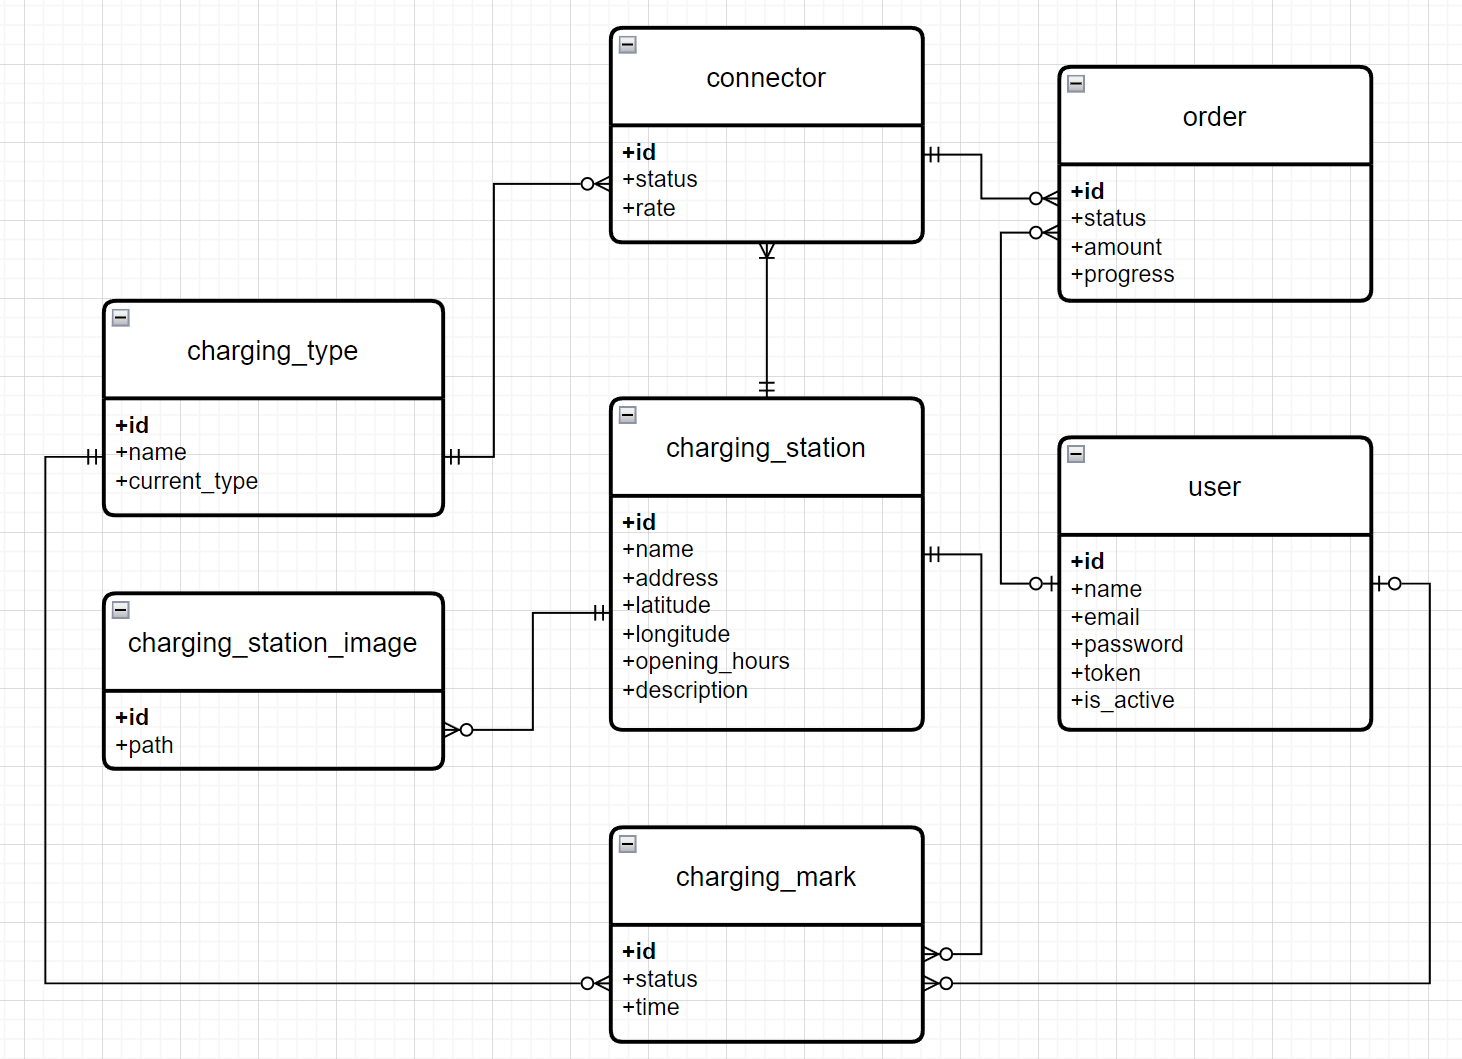 connector
+id
+status
+rate
order
+id
+status
+amount
+progress
charging_type
+id
+name
+current_type
charging_station
+id
+name
+address
+latitude
+longitude
+opening_hours
+description
user
+id
+name
+email
+password
+token
+is_active
charging_station_image
+id
+path
charging_mark
+id
+status
+time